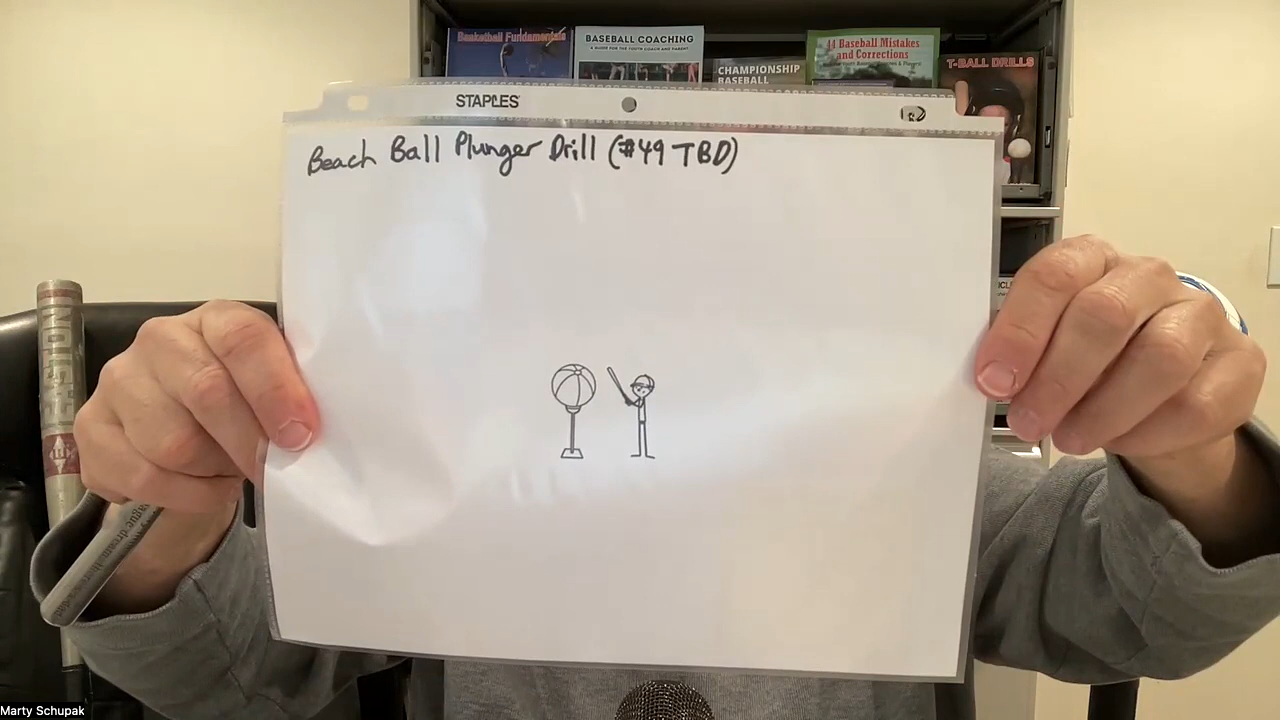 Basketball Fundamentals
BASEBALL COACHING
A GUIDE FOR THE YOUTH COACH AND PARENT
CHAMPIONSHIP
BASEBALL
44 Baseball Mistakes
and Corrections
T-BALL DRILLS
STAPLES
Beach Ball Plunger Drill (#49 TBD)
Marty Schupak